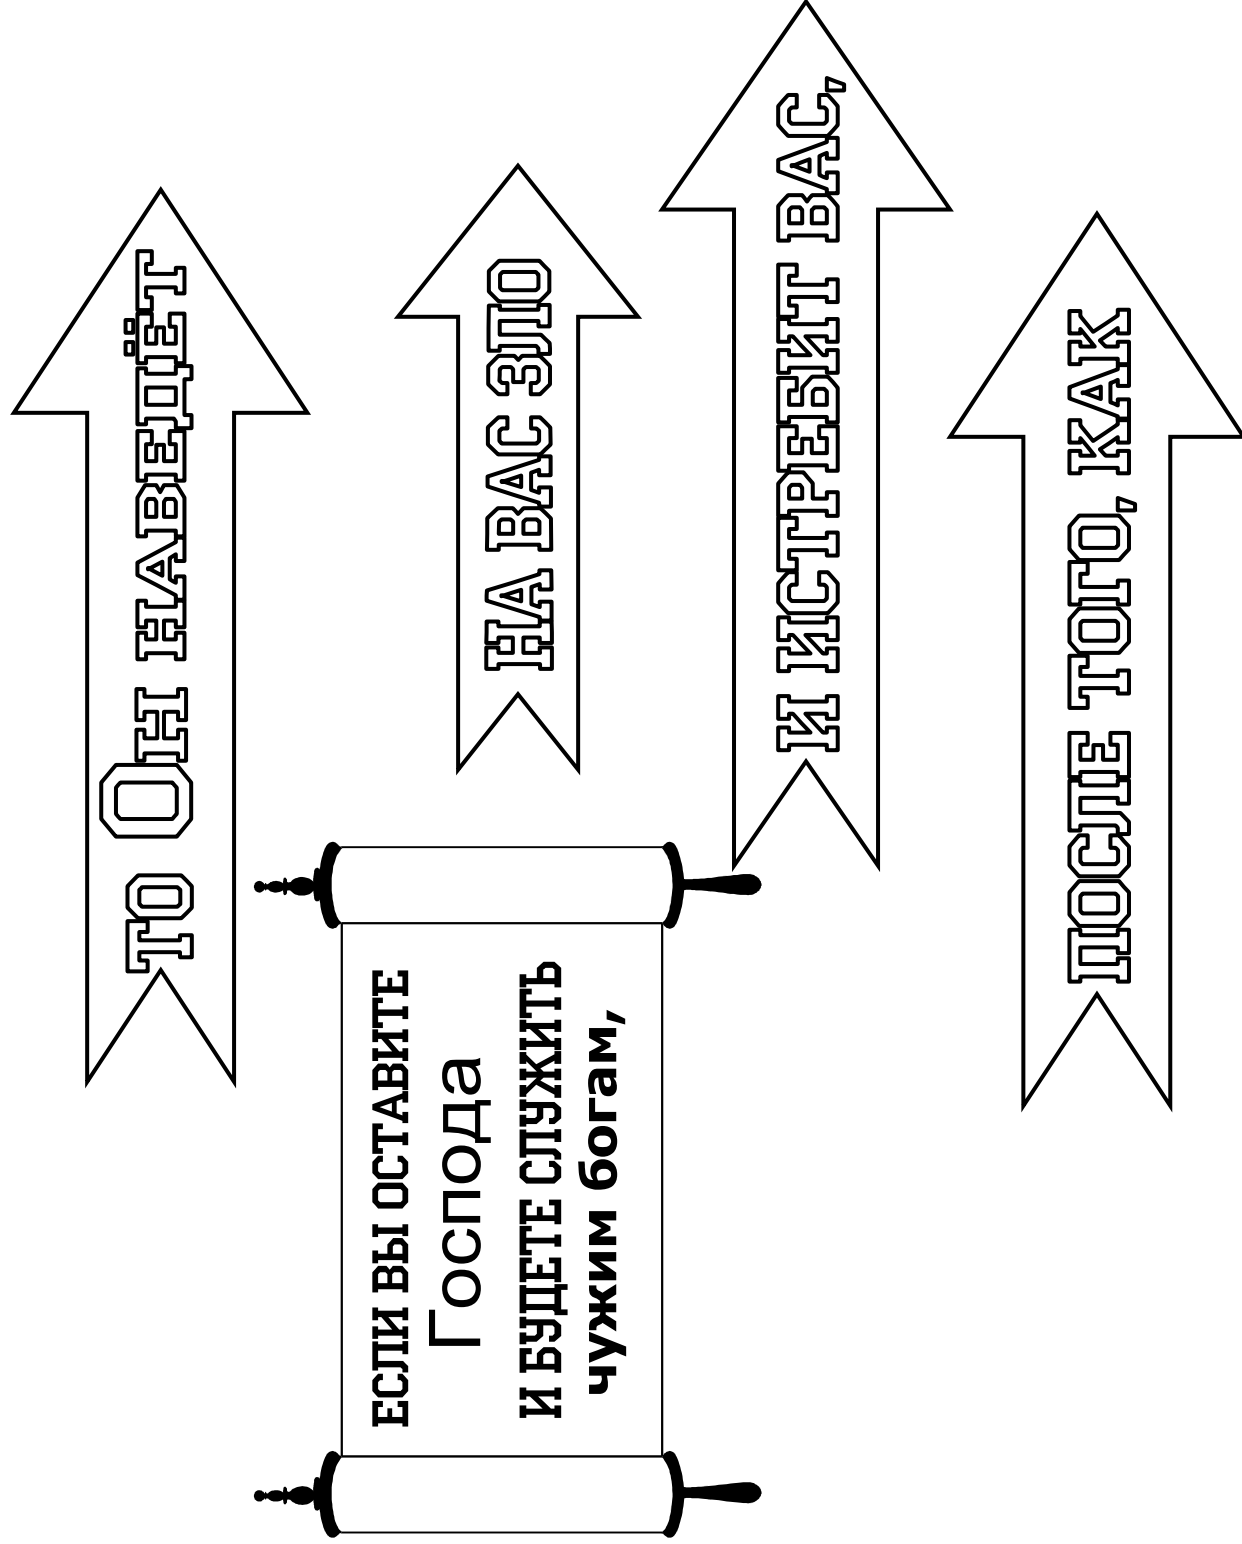 ЕСЛИ ВЫ ОСТАВИТЕ
Господа
И БУДЕТЕ СЛУЖИТЬ
чужим богам,
ТО ОН НАВЕДЁТ
НА ВАС ЗЛО
И ИСТРЕБИТ ВАС,
ПОСЛЕ ТОГО, КАК